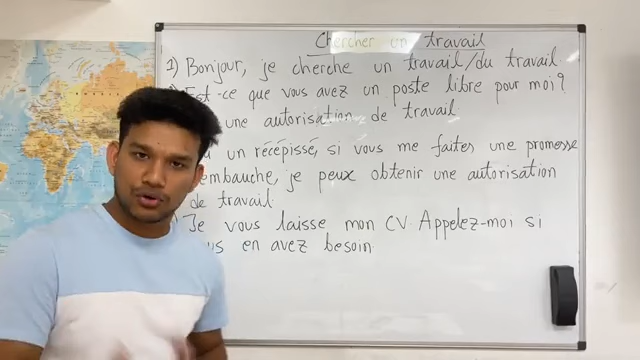 Chercher un travail
1) Bonjour, je cherche un travail/du travail
Est-ce que vous avez un poste libre pour moi?
une autorisation de travail
un récépissé, si vous me faites une promesse
embauche, je peux obtenir une autorisation
de travail
Je vous laisse mon CV Appelez-moi si
en avez besoin.